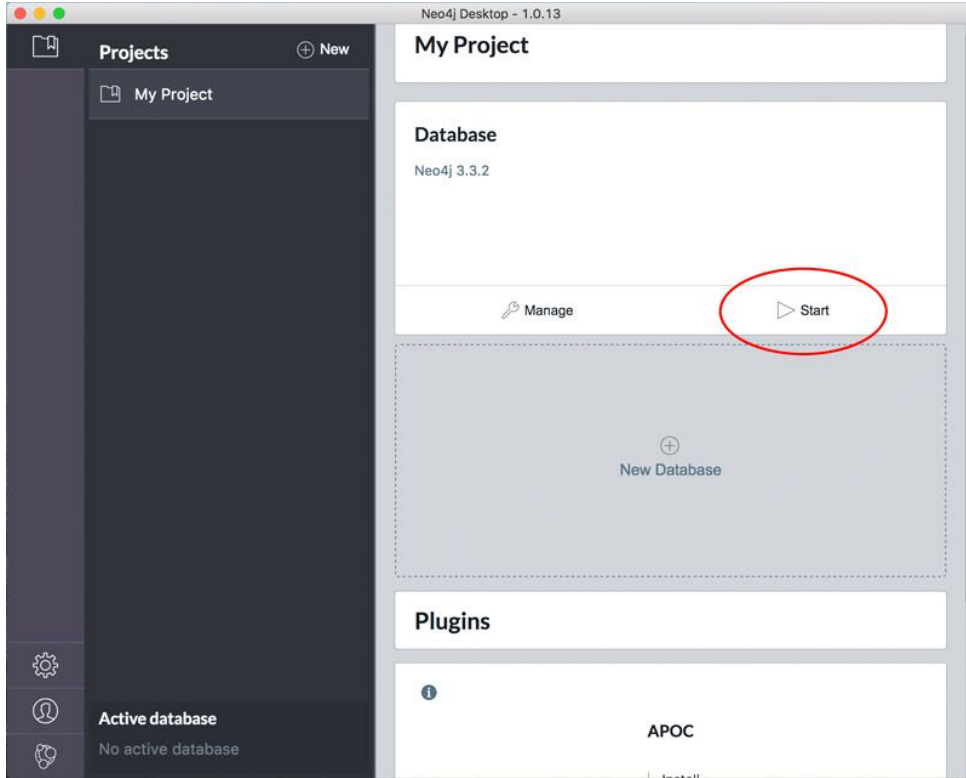 Neo4j Desktop - 1.0.13
Projects
New
My Project
Active database
No active database
My Project
Database
Neo4j 3.3.2
Manage
Start
New Database
Plugins
APOC
Install